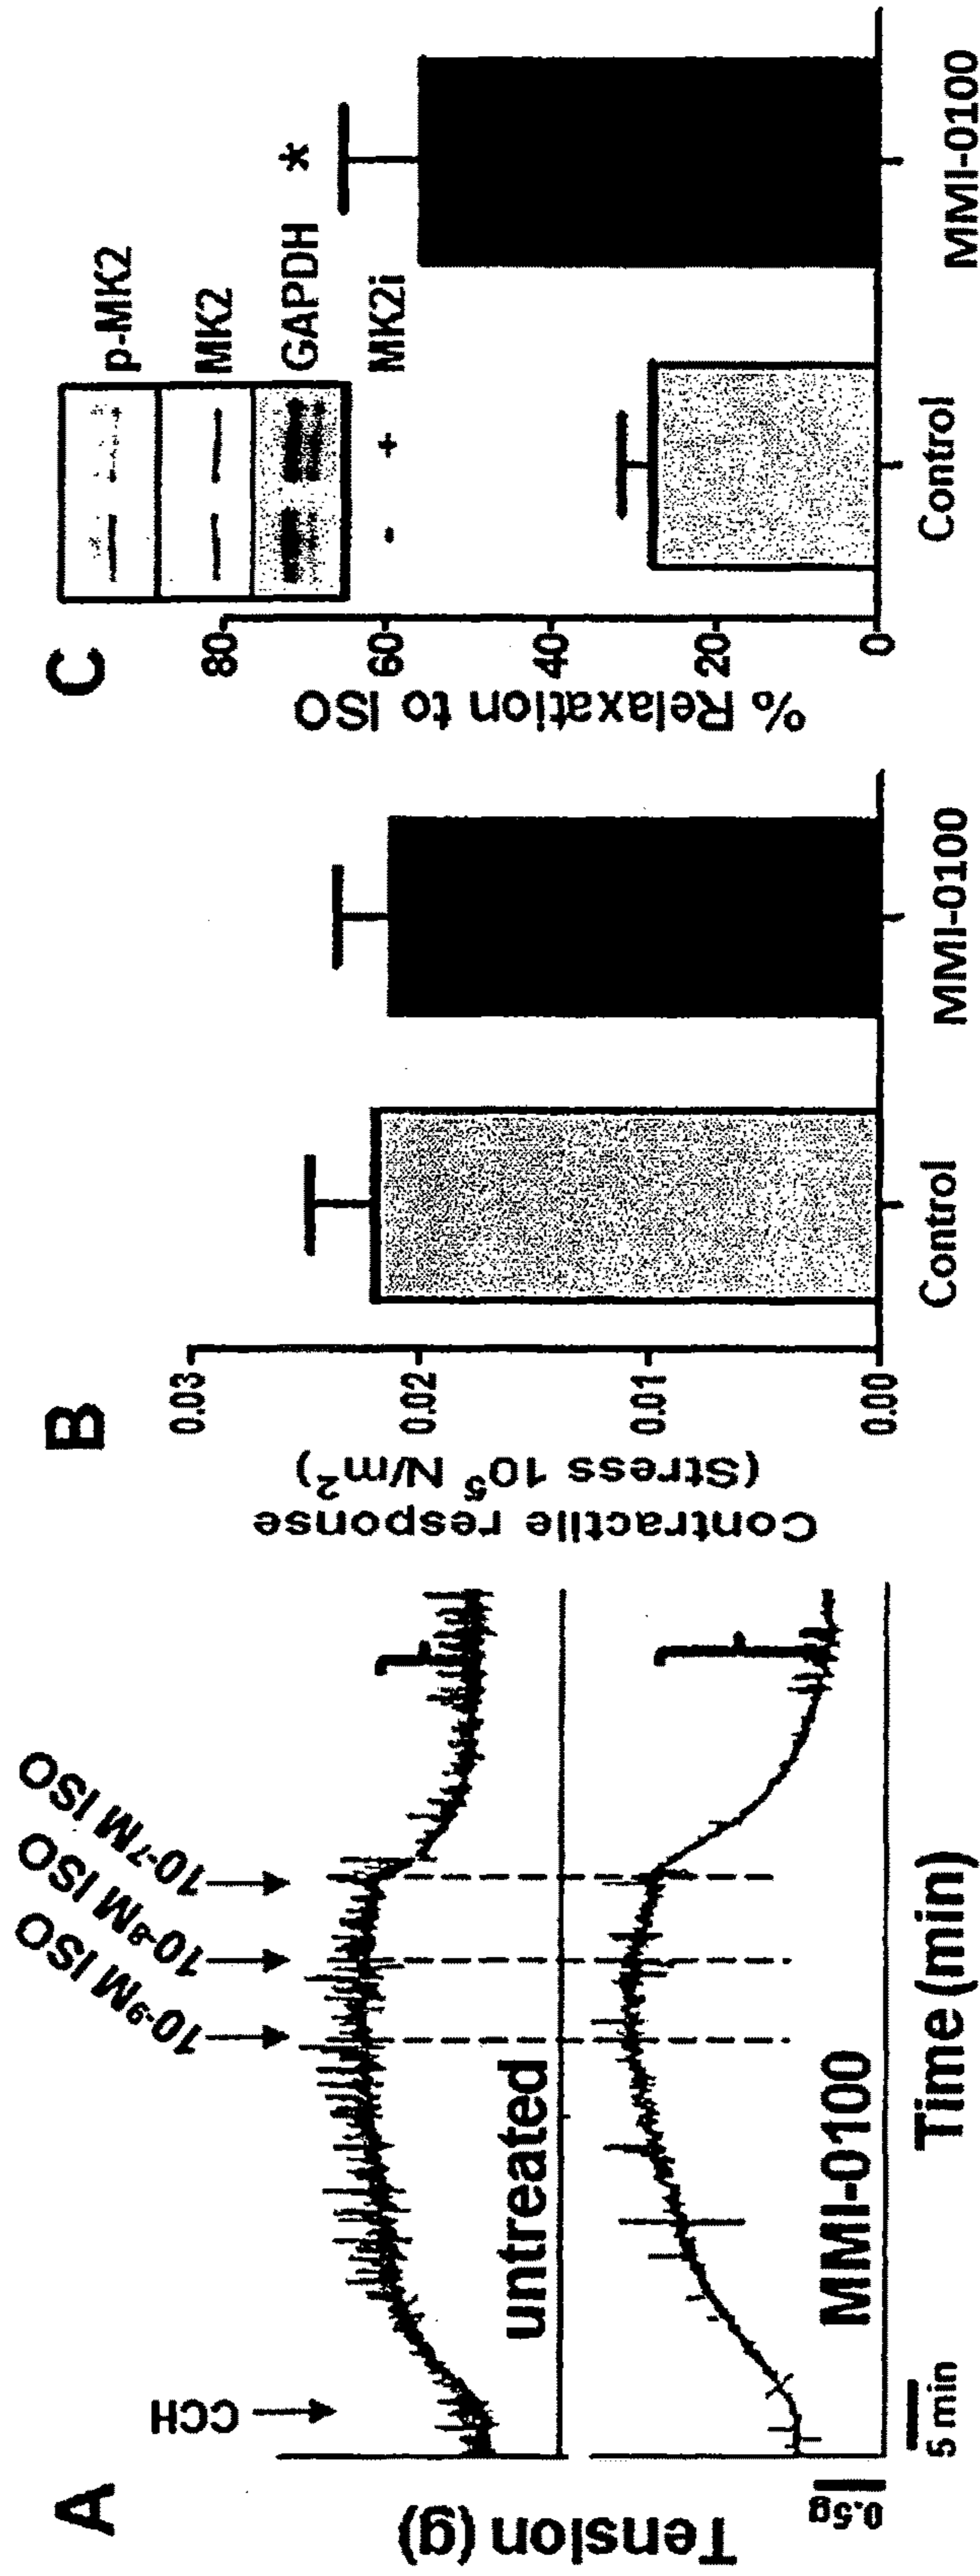 A
Tension (g)
0.5g
5 min
CCH
10-9M ISO
10-8M ISO
10-7M ISO
untreated
MMI-0100
Time (min)
B
Contractile response
(Stress 10⁵ N/m²)
0.03
0.02
0.01
0.00
Control
MMI-0100
C
% Relaxation to ISO
80
60
40
20
0
p-MK2
MK2
GAPDH
- + MK2i
*
Control
MMI-0100